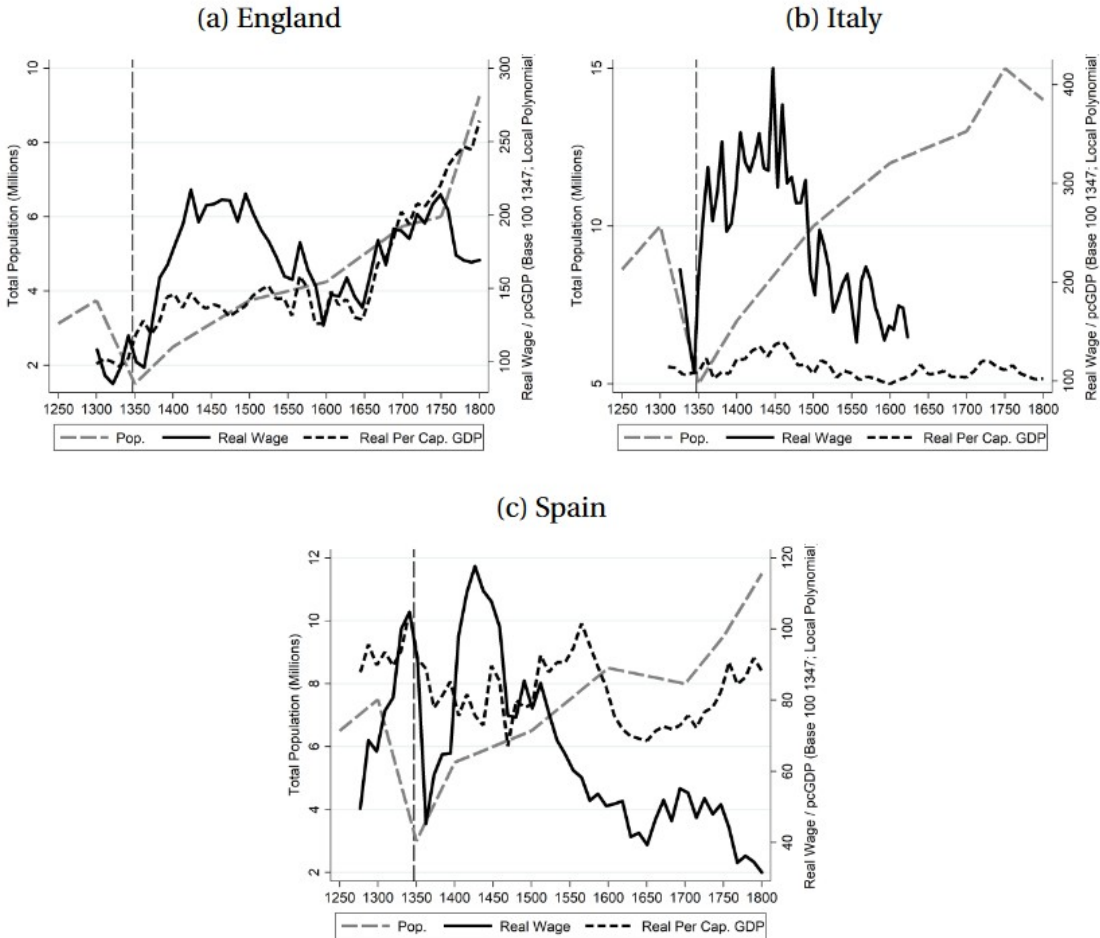 (a) England
Total Population (Millions)
10
8
6
4
2
Real Wage / pcGDP (Base 100 1347; Local Polynomial)
300
250
200
150
100
1250 1300 1350 1400 1450 1500 1550 1600 1650 1700 1750 1800
Pop. Real Wage Real Per Cap. GDP
(b) Italy
Total Population (Millions)
15
10
5
Real Wage / pcGDP (Base 100 1347; Local Polynomial)
400
300
200
100
1250 1300 1350 1400 1450 1500 1550 1600 1650 1700 1750 1800
Pop. Real Wage Real Per Cap. GDP
(c) Spain
Total Population (Millions)
12
10
8
6
4
2
Real Wage / pcGDP (Base 100 1347; Local Polynomial)
120
100
80
60
40
1250 1300 1350 1400 1450 1500 1550 1600 1650 1700 1750 1800
Pop. Real Wage Real Per Cap. GDP